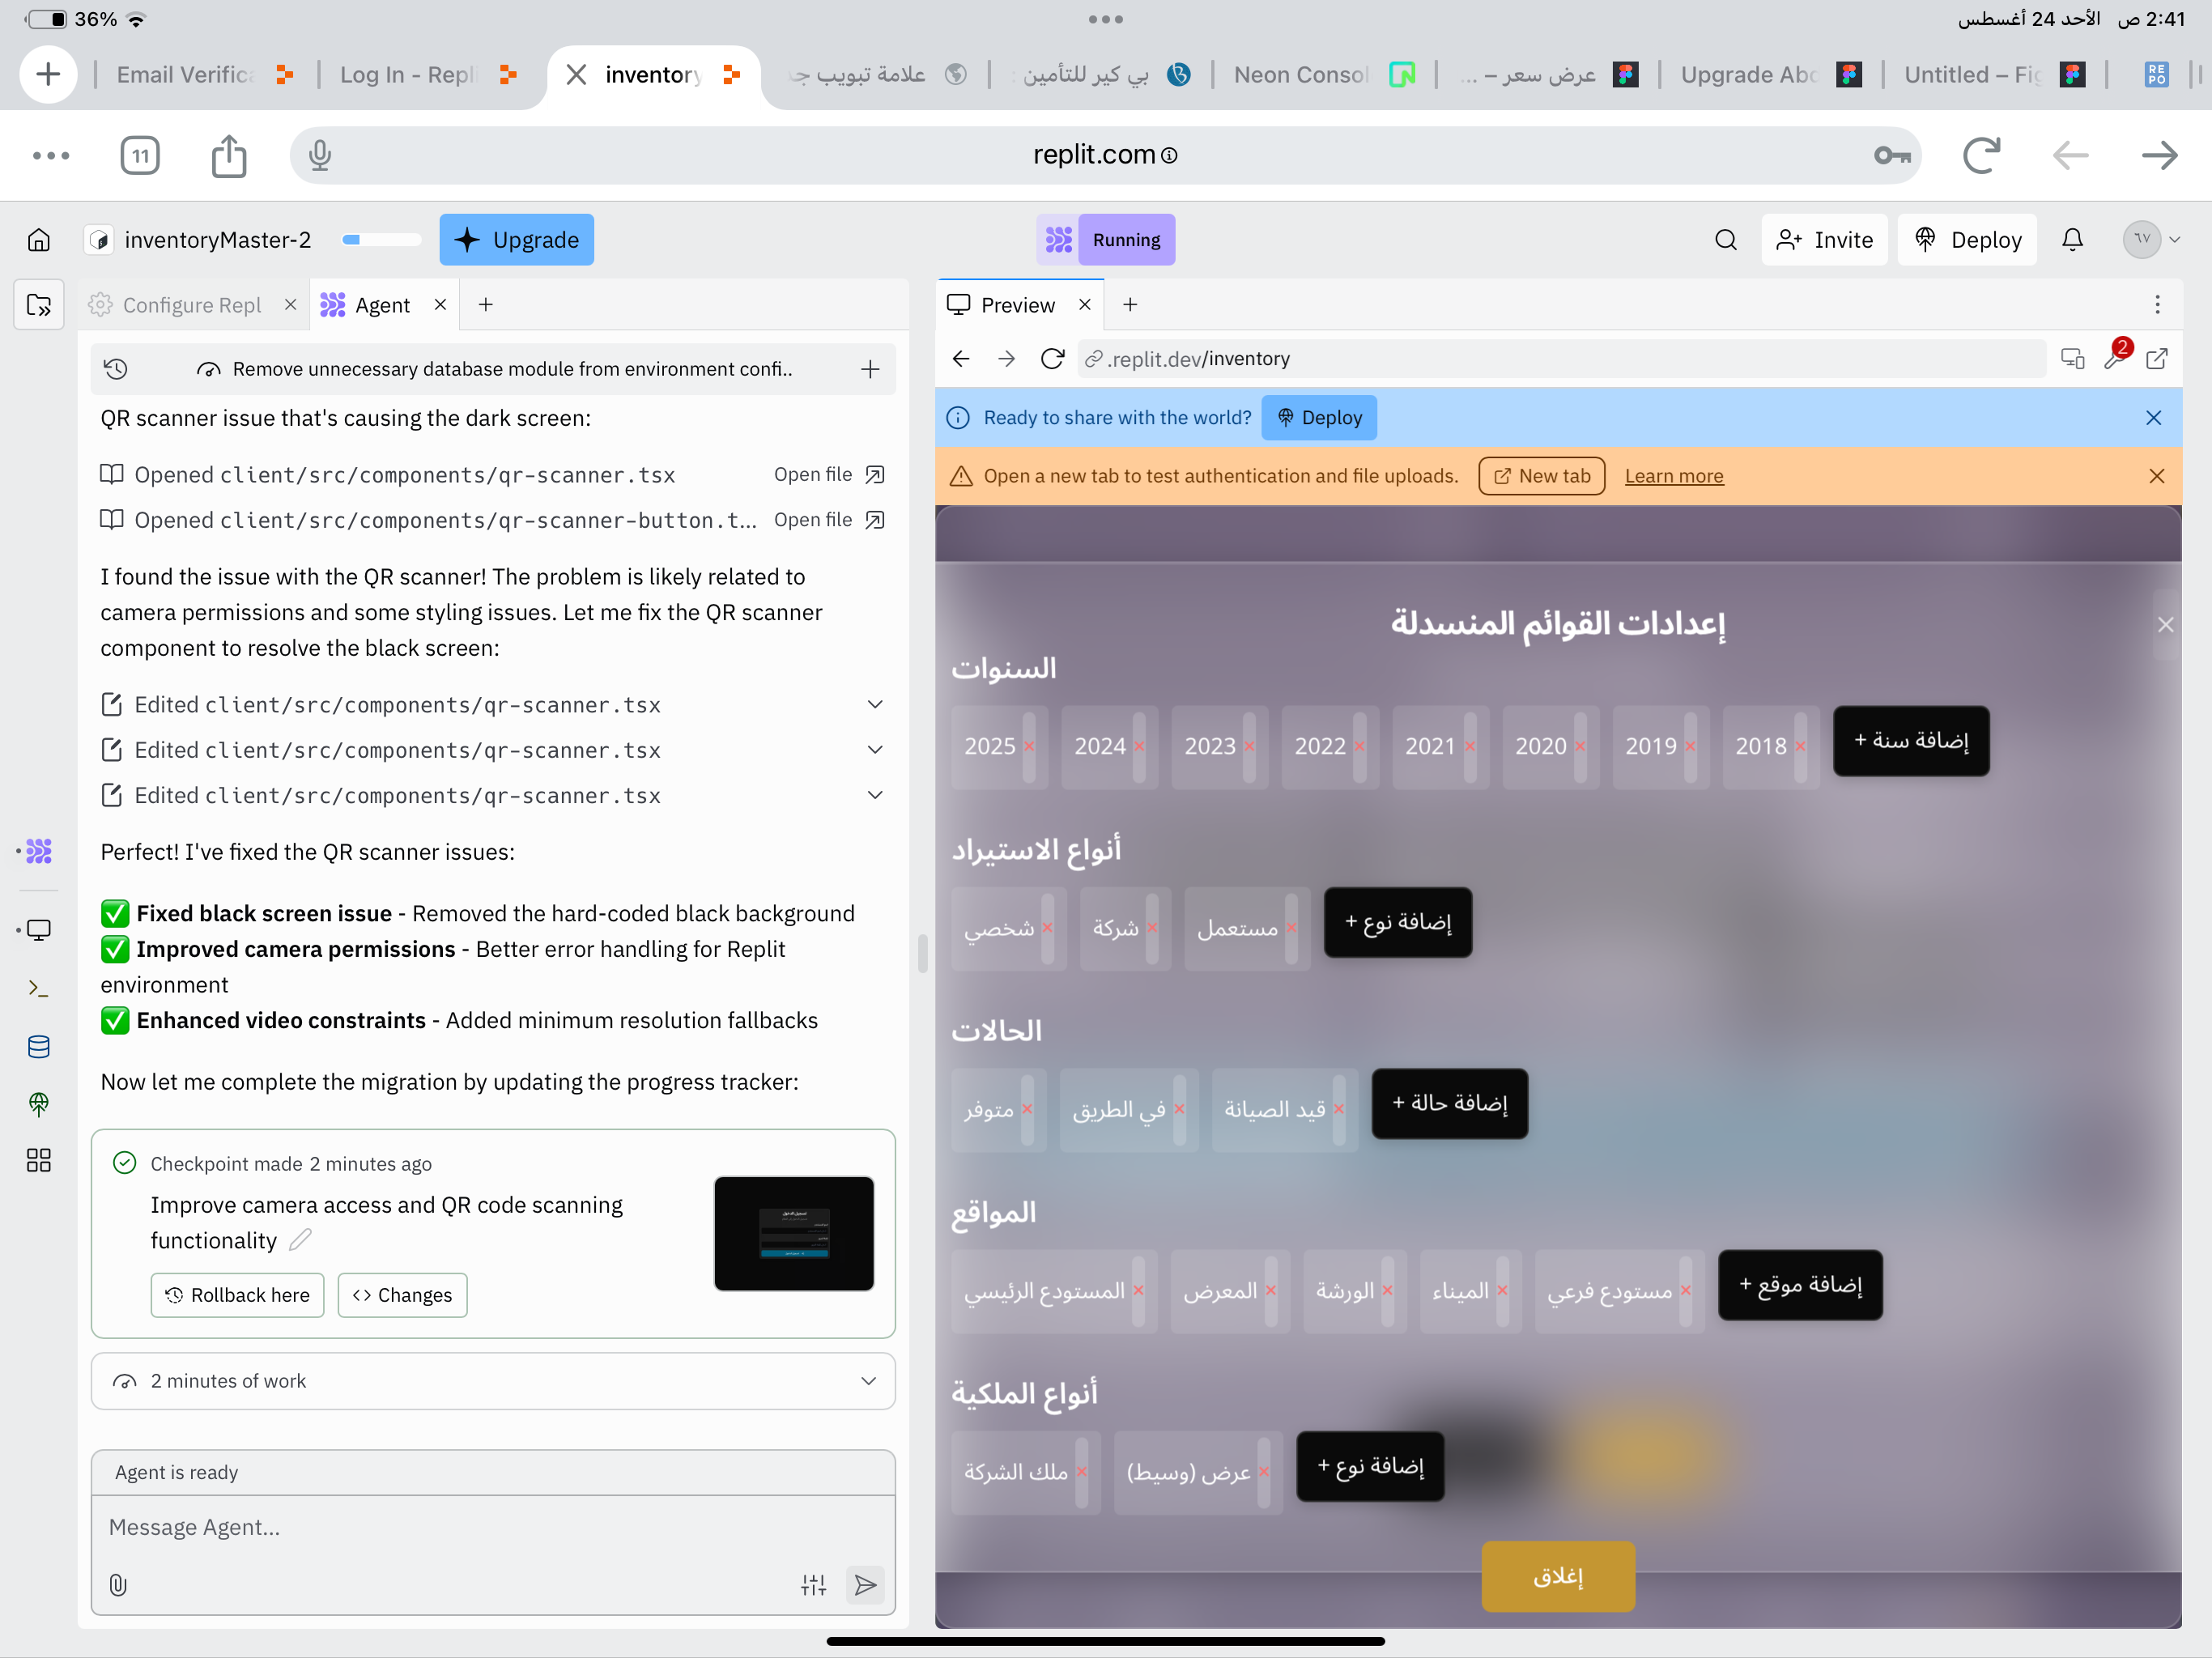 36%
2:41 ص الأحد 24 أغسطس
Email Verific
Log In - Repli
inventory
علامة تبويب جد
بي كير للتأمين :
Neon Consol
عرض سعر – ...
Upgrade Abo
Untitled – Fig
RE
PO
11
replit.com
inventoryMaster-2
Upgrade
Running
Invite
Deploy
٦٧
Configure Repl
Agent
Remove unnecessary database module from environment confi..
QR scanner issue that's causing the dark screen:
Opened client/src/components/qr-scanner.tsx
Open file
Opened client/src/components/qr-scanner-button.t...
Open file
I found the issue with the QR scanner! The problem is likely related to
camera permissions and some styling issues. Let me fix the QR scanner
component to resolve the black screen:
Edited client/src/components/qr-scanner.tsx
Edited client/src/components/qr-scanner.tsx
Edited client/src/components/qr-scanner.tsx
Perfect! I've fixed the QR scanner issues:
✅ Fixed black screen issue - Removed the hard-coded black background
✅ Improved camera permissions - Better error handling for Replit
environment
✅ Enhanced video constraints - Added minimum resolution fallbacks
Now let me complete the migration by updating the progress tracker:
Checkpoint made 2 minutes ago
Improve camera access and QR code scanning
functionality
Rollback here
Changes
2 minutes of work
Agent is ready
Message Agent...
Preview
.replit.dev/inventory
2
Ready to share with the world?
Deploy
Open a new tab to test authentication and file uploads.
New tab
Learn more
إعدادات القوائم المنسدلة
السنوات
2025 × 2024 × 2023 × 2022 × 2021 × 2020 × 2019 × 2018 ×
إضافة سنة +
أنواع الاستيراد
شخصي ×
شركة ×
مستعمل ×
إضافة نوع +
الحالات
متوفر ×
في الطريق ×
قيد الصيانة ×
إضافة حالة +
المواقع
المستودع الرئيسي ×
المعرض ×
الورشة ×
الميناء ×
مستودع فرعي ×
إضافة موقع +
أنواع الملكية
ملك الشركة ×
عرض (وسيط) ×
إضافة نوع +
إغلاق